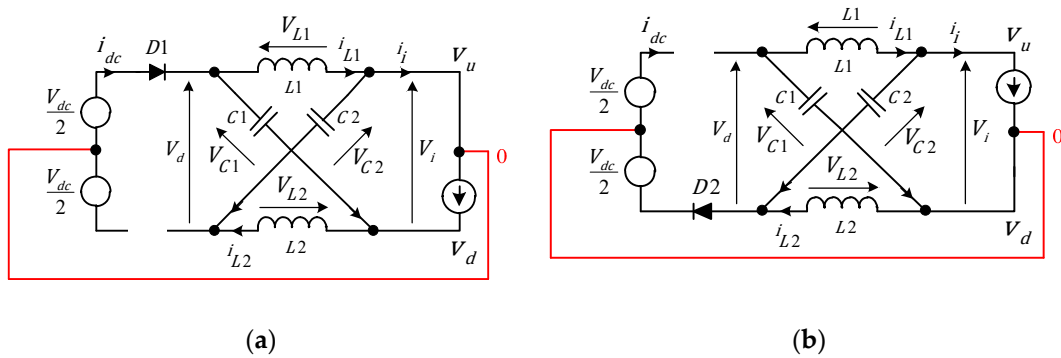 i_dc D1 V_L1 i_L1 i_i V_u
L1
V_dc/2 C1 C2
V_d V_C1 V_C2 V_i 0
V_dc/2 V_L2
i_L2 L2 V_d
(a)
i_dc L1 i_L1 i_i V_u
L1
V_dc/2 C1 C2
V_d V_C1 V_C2 V_i 0
V_dc/2 D2 V_L2
i_L2 L2 V_d
(b)